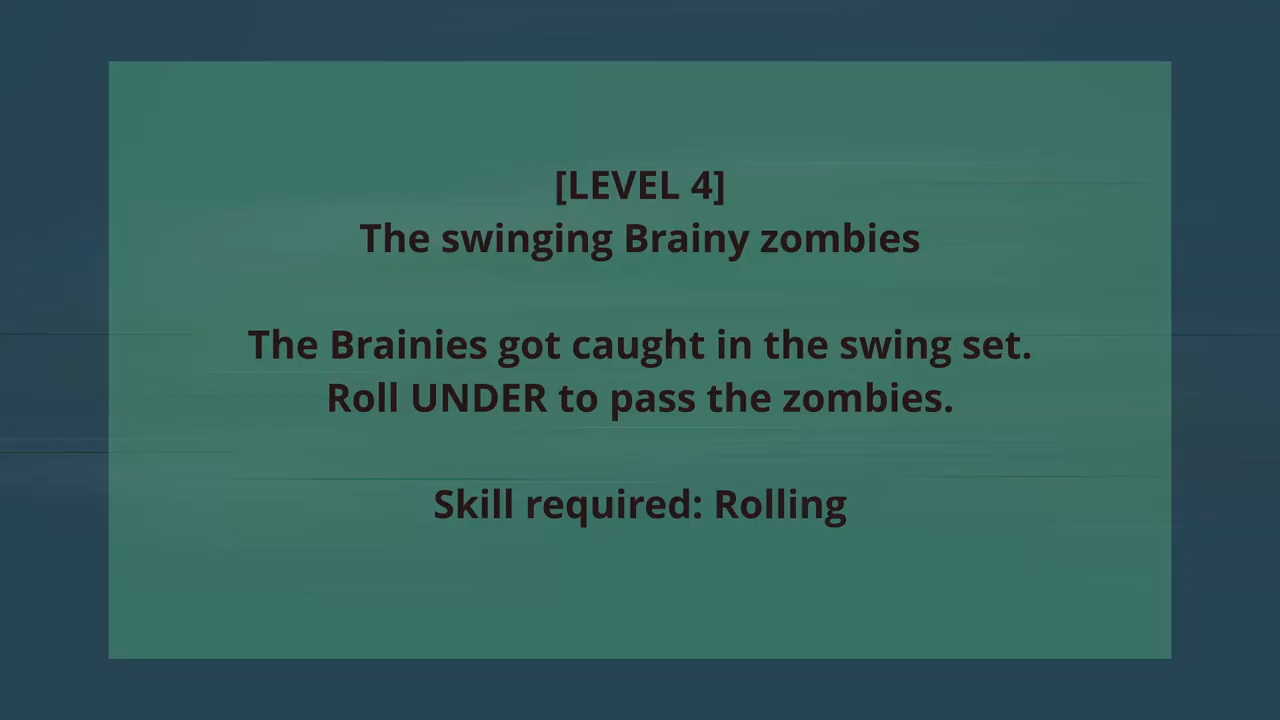 [LEVEL 4]
The swinging Brainy zombies
The Brainies got caught in the swing set.
Roll UNDER to pass the zombies.
Skill required: Rolling